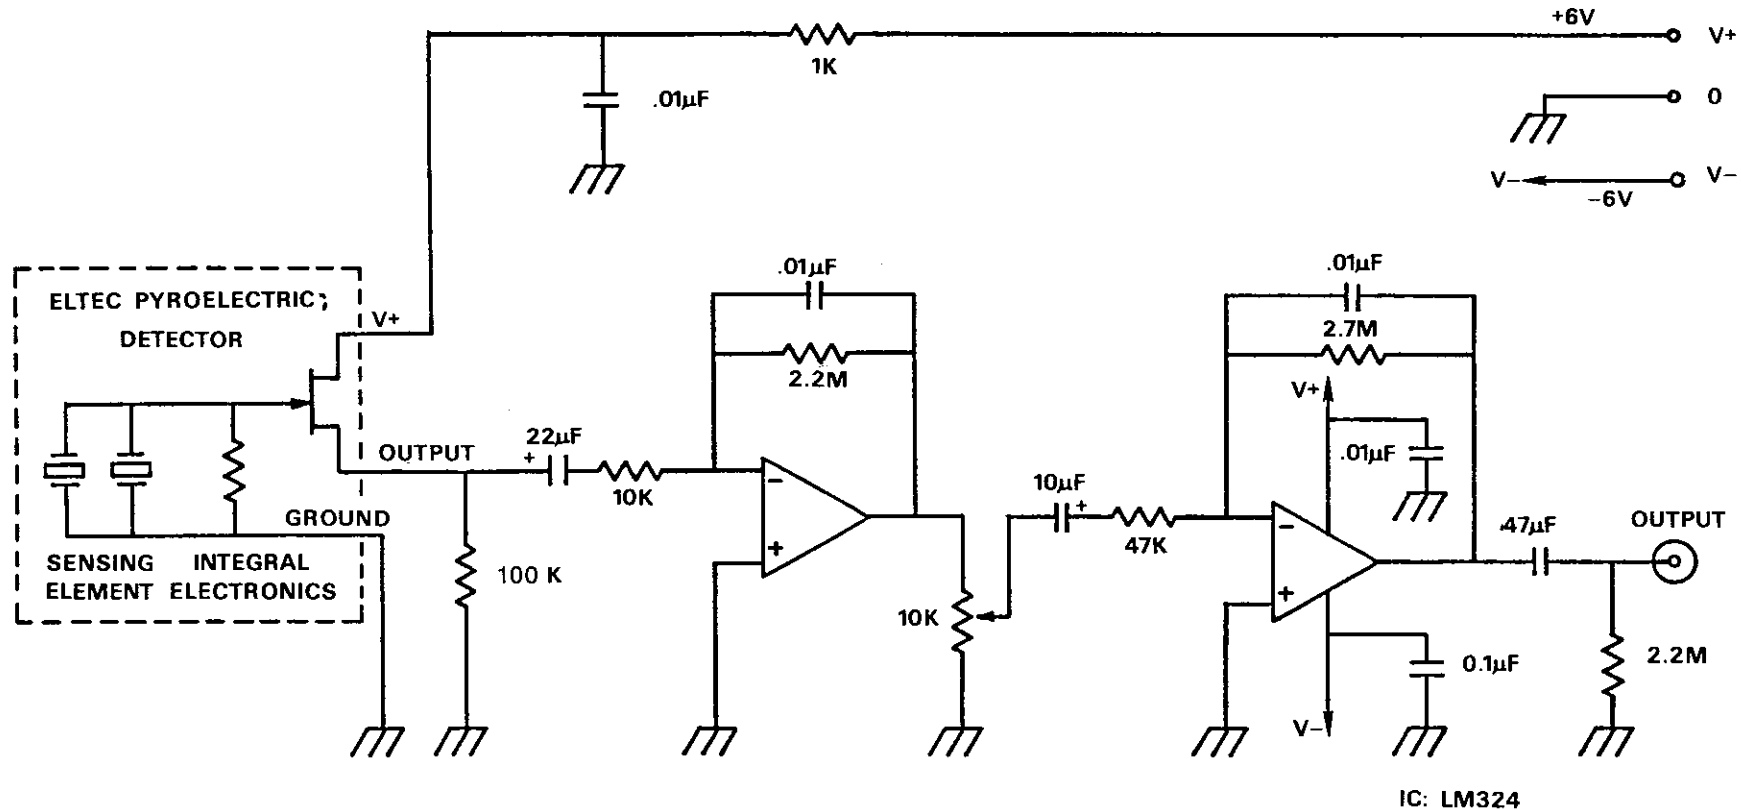 +6V
V+
1K
.01µF
0
V–
V–
–6V
ELTEC PYROELECTRIC;
DETECTOR
V+
.01µF
2.2M
.01µF
2.7M
V+
.01µF
OUTPUT
22µF
+
10K
–
+
10µF
+
47K
–
+
.47µF
OUTPUT
GROUND
SENSING
ELEMENT
INTEGRAL
ELECTRONICS
100 K
10K
0.1µF
2.2M
V–
IC: LM324